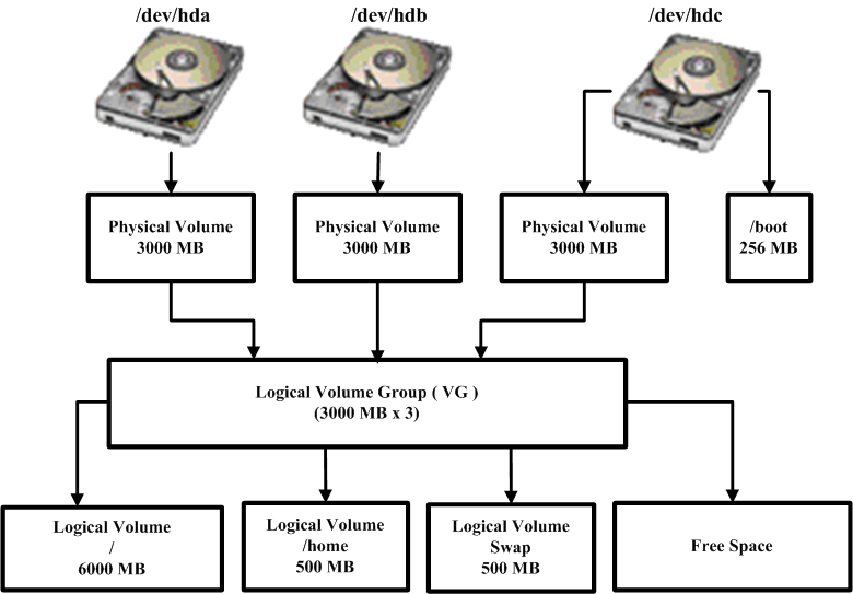 /dev/hda
/dev/hdb
/dev/hdc
Physical Volume
3000 MB
Physical Volume
3000 MB
Physical Volume
3000 MB
/boot
256 MB
Logical Volume Group ( VG )
(3000 MB x 3)
Logical Volume
/
6000 MB
Logical Volume
/home
500 MB
Logical Volume
Swap
500 MB
Free Space